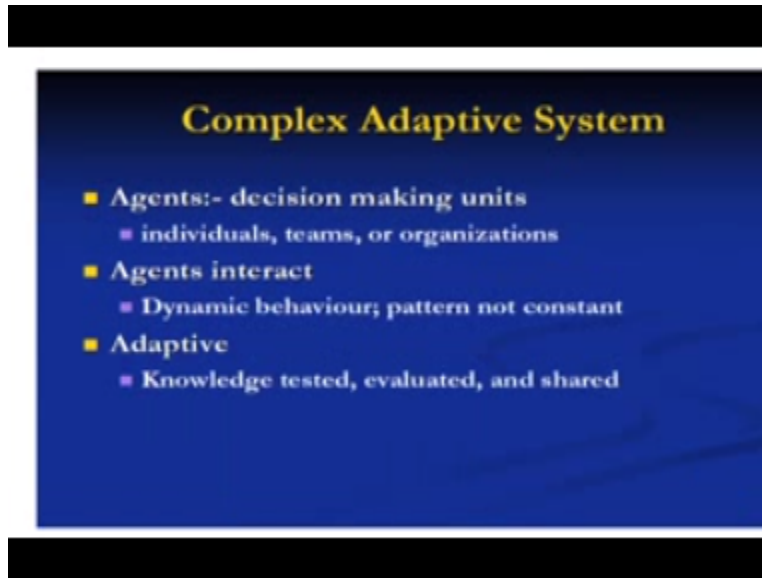 Complex Adaptive System
Agents:- decision making units
individuals, teams, or organizations
Agents interact
Dynamic behaviour; pattern not constant
Adaptive
Knowledge tested, evaluated, and shared